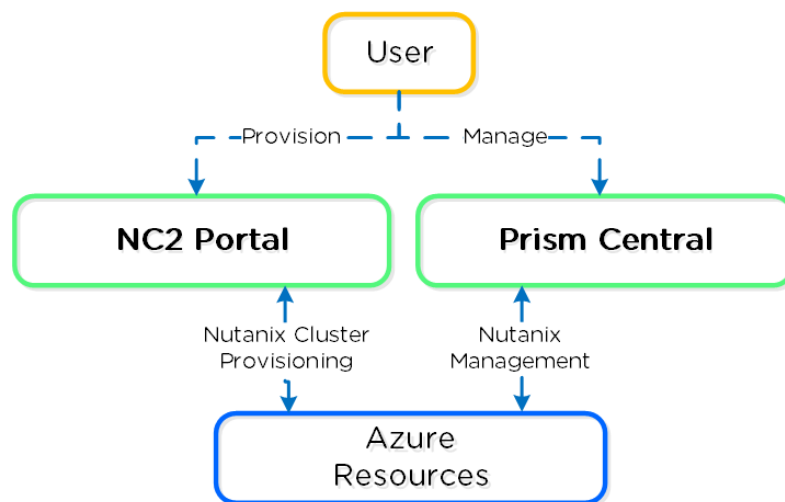 User
Provision
Manage
NC2 Portal
Prism Central
Nutanix Cluster
Provisioning
Nutanix
Management
Azure
Resources